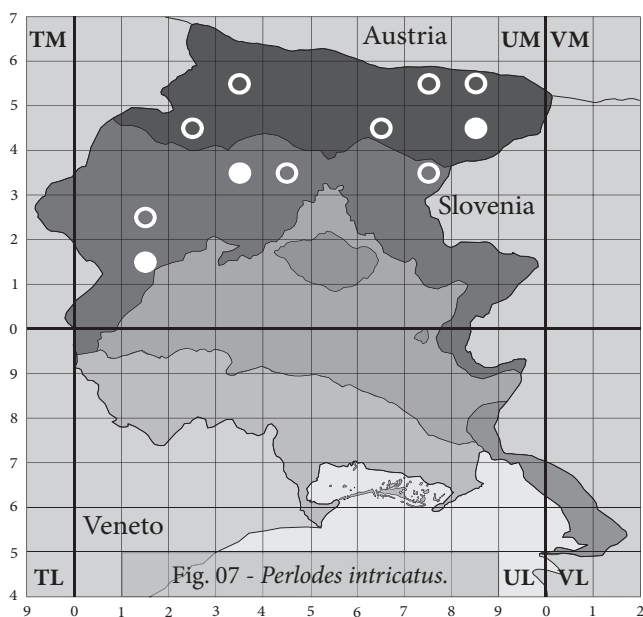 7
TM
Austria
UM
VM
6
5
4
3
Slovenia
2
1
0
9
8
7
6
Veneto
5
TL
Fig. 07 - Perlodes intricatus.
UL
VL
4
9 0 1 2 3 4 5 6 7 8 9 0 1 2